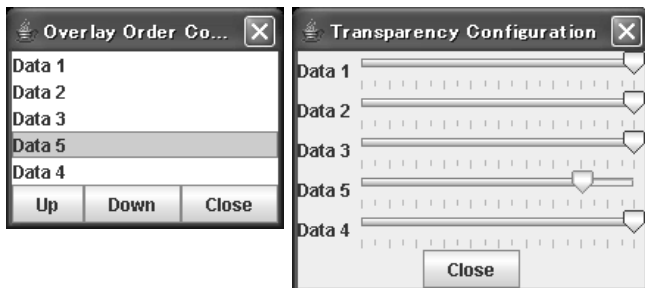 Overlay Order Co...
Data 1
Data 2
Data 3
Data 5
Data 4
Up Down Close
Transparency Configuration
Data 1
Data 2
Data 3
Data 5
Data 4
Close